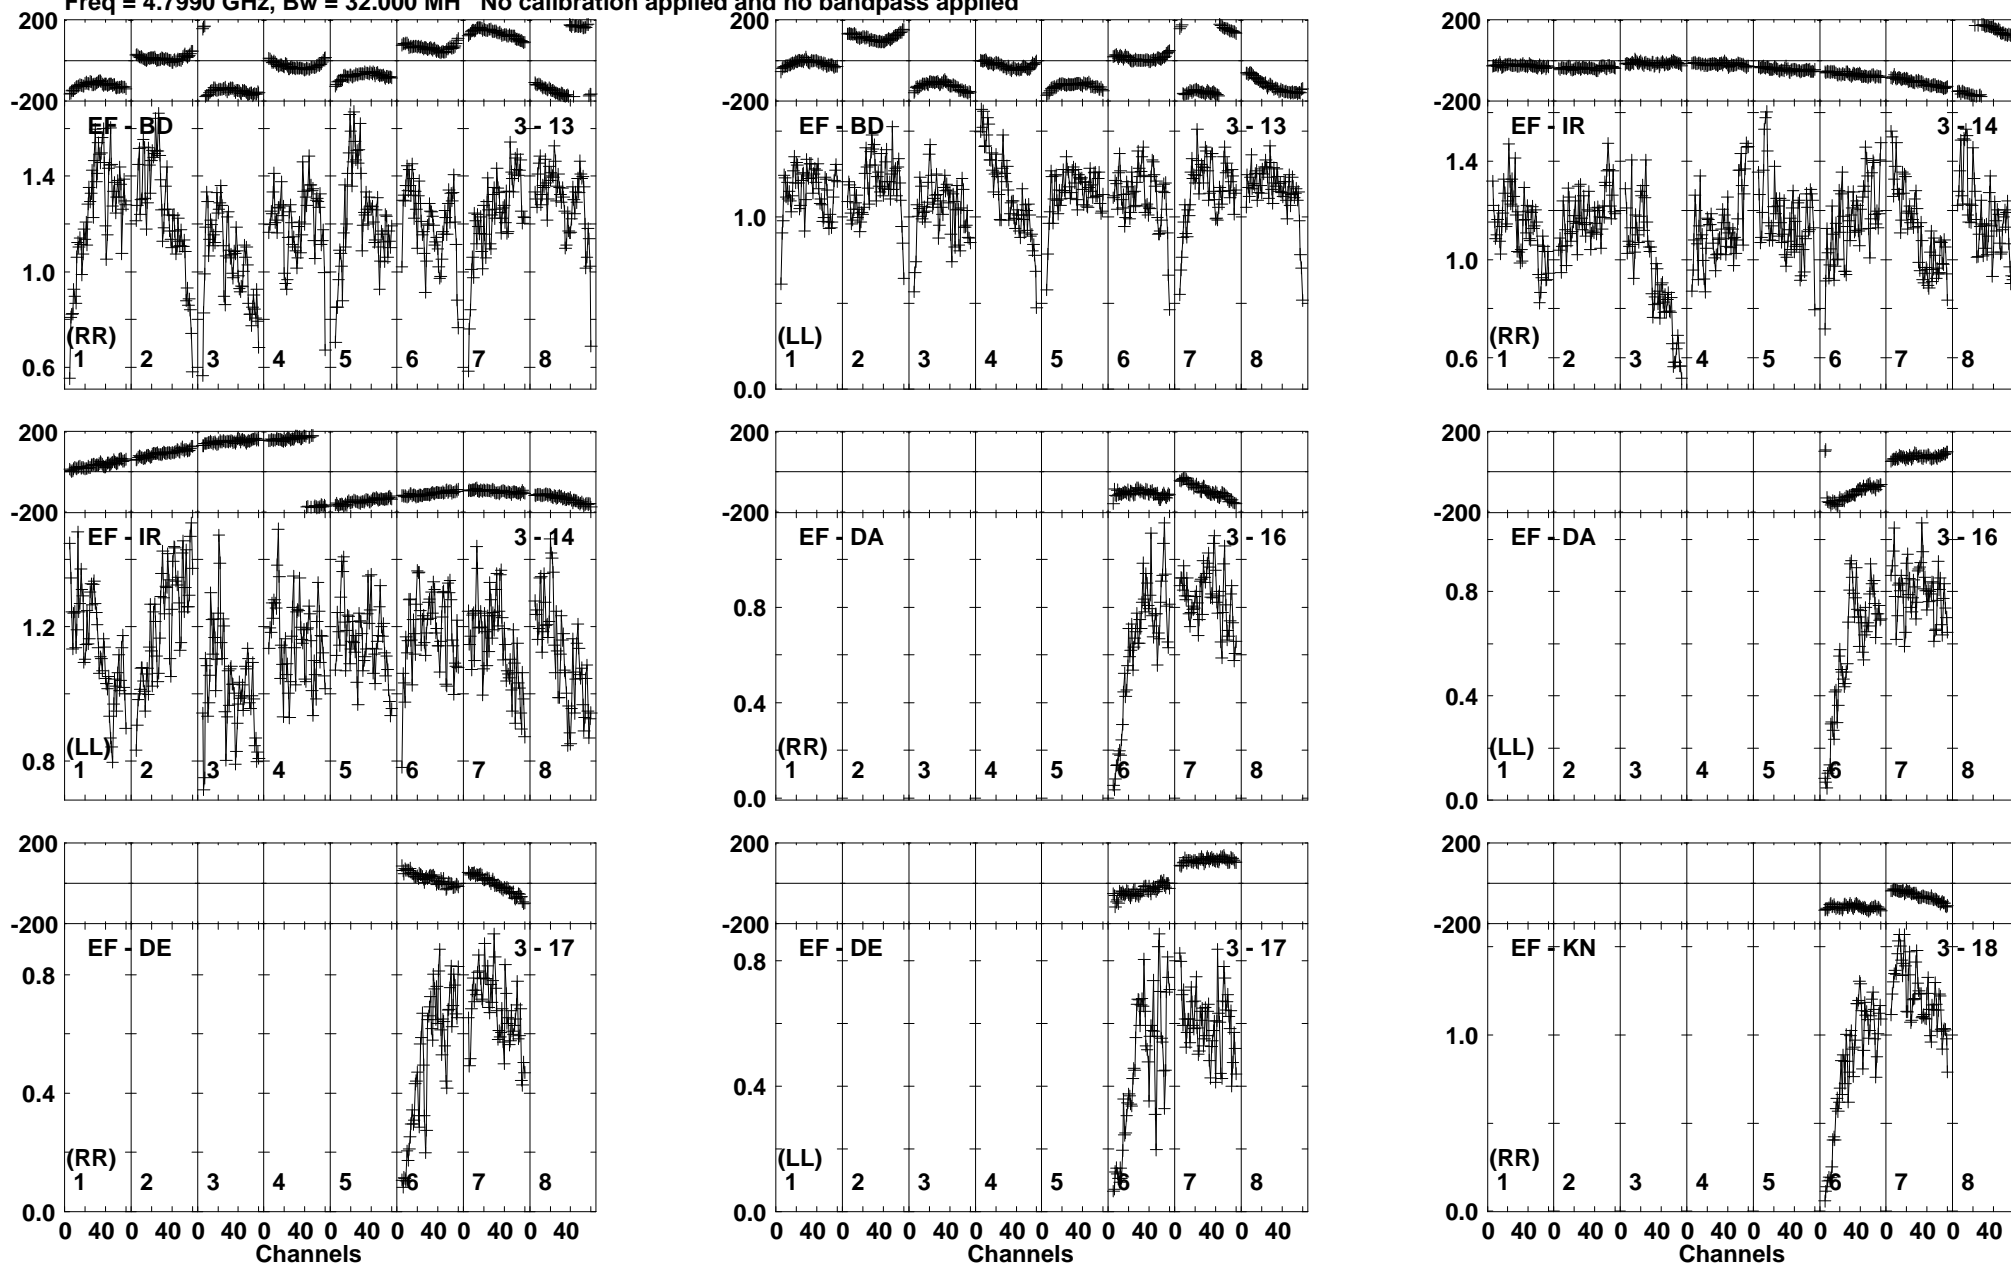 Freq = 4.7990 GHz, Bw = 32.000 MH No calibration applied and no bandpass applied
200 200 200
-200 -200 -200
EF - BD 3 - 13 EF - BD 3 - 13 EF - IR 3 - 14
1.4 1.0 1.4
1.0 1.0
(RR) (LL) (RR)
1 2 3 4 5 6 7 8 1 2 3 4 5 6 7 8 1 2 3 4 5 6 7 8
0.6 0.0 0.6
200 200 200
-200 -200 -200
EF - IR 3 - 14 EF - DA 3 - 16 EF - DA 3 - 16
1.2 0.8 0.8
0.4 0.4
(LL) (RR) (LL)
0.8
1 2 3 4 5 6 7 8 1 2 3 4 5 6 7 8 1 2 3 4 5 6 7 8
0.0 0.0
200 200 200
-200 -200 -200
EF - DE 3 - 17 EF - DE 3 - 17 EF - KN 3 - 18
0.8 0.8 1.0
0.4 0.4
(RR) (LL) (RR)
1 2 3 4 5 6 7 8 1 2 3 4 5 6 7 8 1 2 3 4 5 6 7 8
0.0 0.0 0.0
0 40 0 40 0 40 0 40 0 40 0 40 0 40 0 40 0 40 0 40 0 40 0 40 0 40 0 40 0 40 0 40 0 40 0 40 0 40 0 40 0 40 0 40 0 40 0 40
Channels Channels Channels